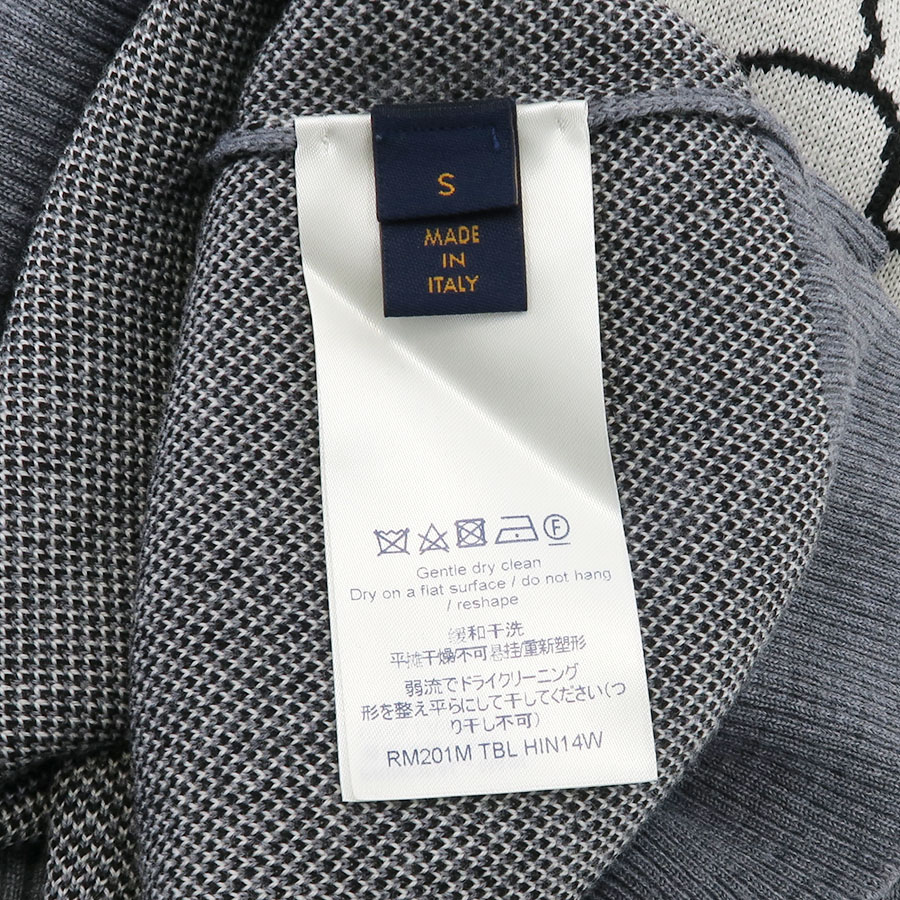 S
MADE
IN
ITALY
F
Gentle dry clean
Dry on a flat surface / do not hang
/ reshape
缓和干洗
平摊干燥/不可悬挂/重新塑形
弱流でドライクリーニング
形を整え平らにして干してください(つ
り干し不可)
RM201M TBL HIN14W